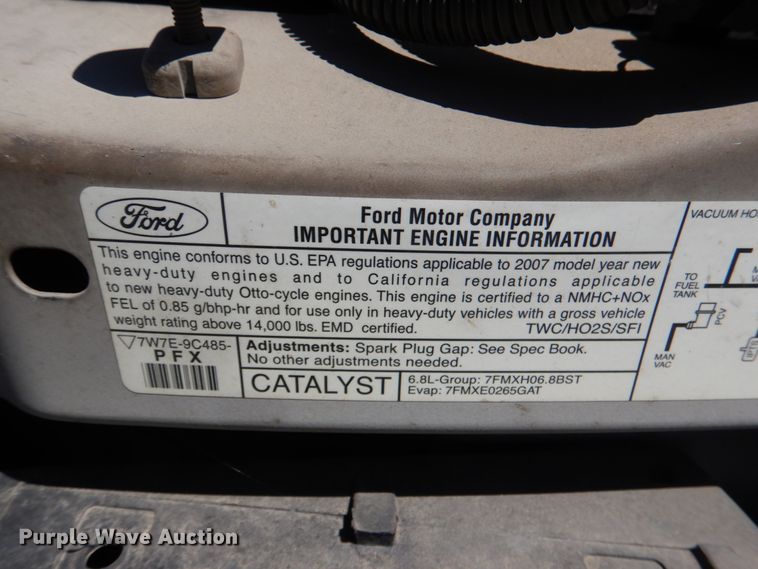 Ford
Ford Motor Company
IMPORTANT ENGINE INFORMATION
This engine conforms to U.S. EPA regulations applicable to 2007 model year new
heavy-duty engines and to California regulations applicable
to new heavy-duty Otto-cycle engines. This engine is certified to a NMHC+NOx
FEL of 0.85 g/bhp-hr and for use only in heavy-duty vehicles with a gross vehicle
weight rating above 14,000 lbs. EMD certified. TWC/HO2S/SFI
7W7E-9C485-
PFX
Adjustments: Spark Plug Gap: See Spec Book.
No other adjustments needed.
CATALYST
6.8L-Group: 7FMXH06.8BST
Evap: 7FMXE0265GAT
VACUUM HO
TO
FUEL
TANK
PCV
MAN
VAC
Purple Wave Auction